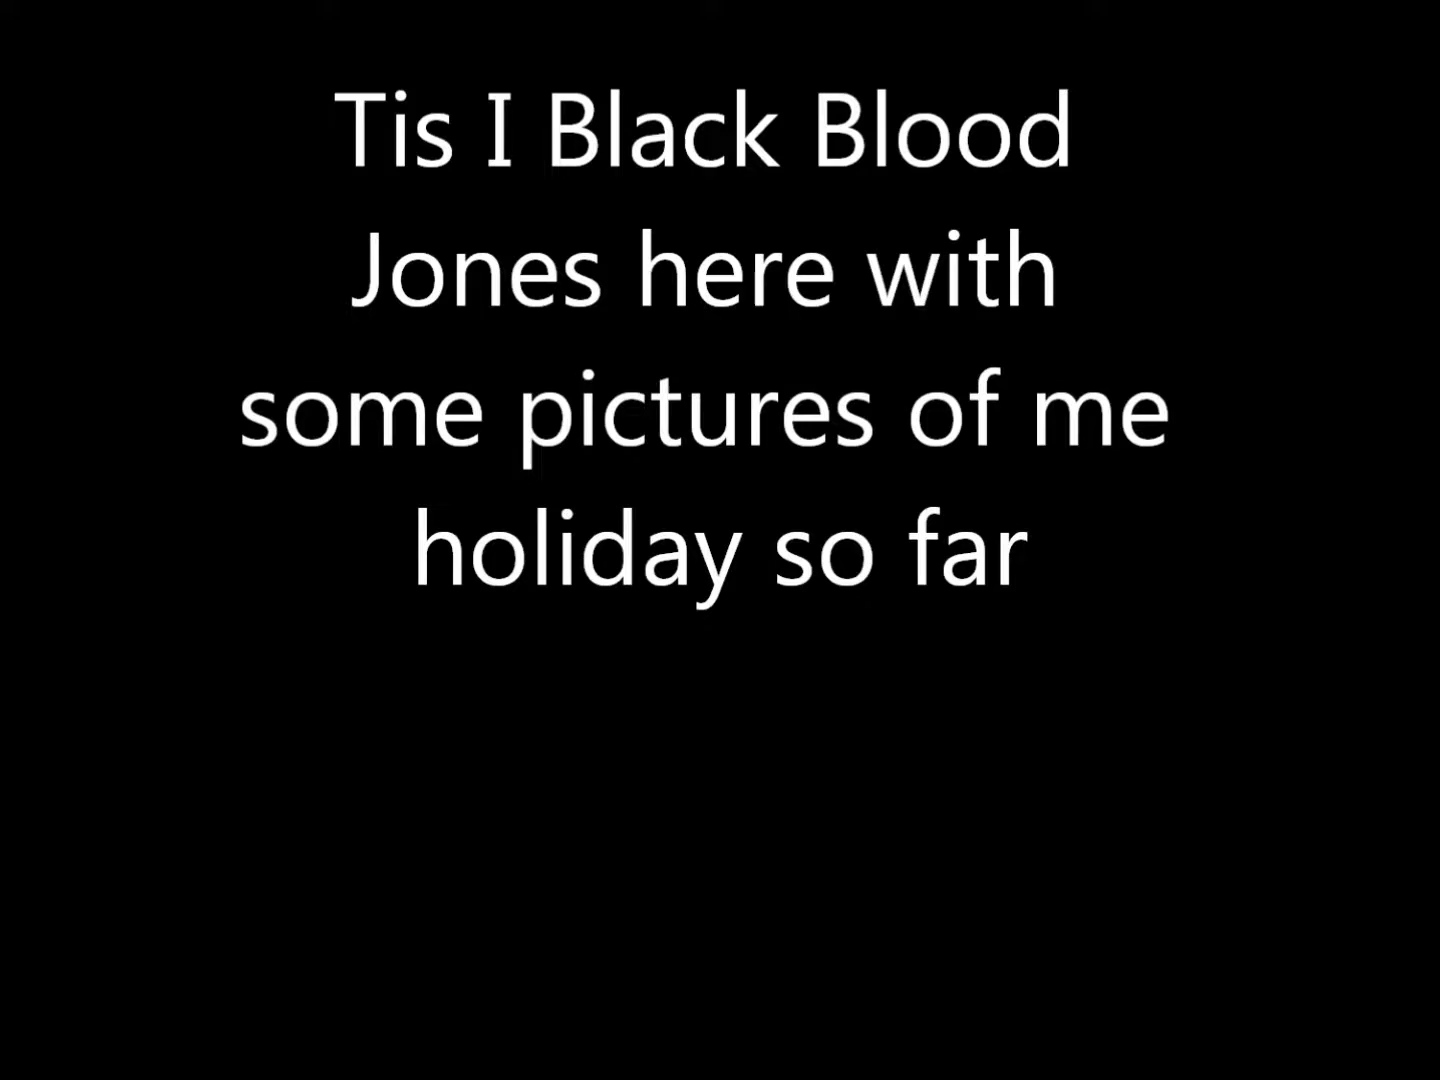 Tis I Black Blood
Jones here with
some pictures of me
holiday so far